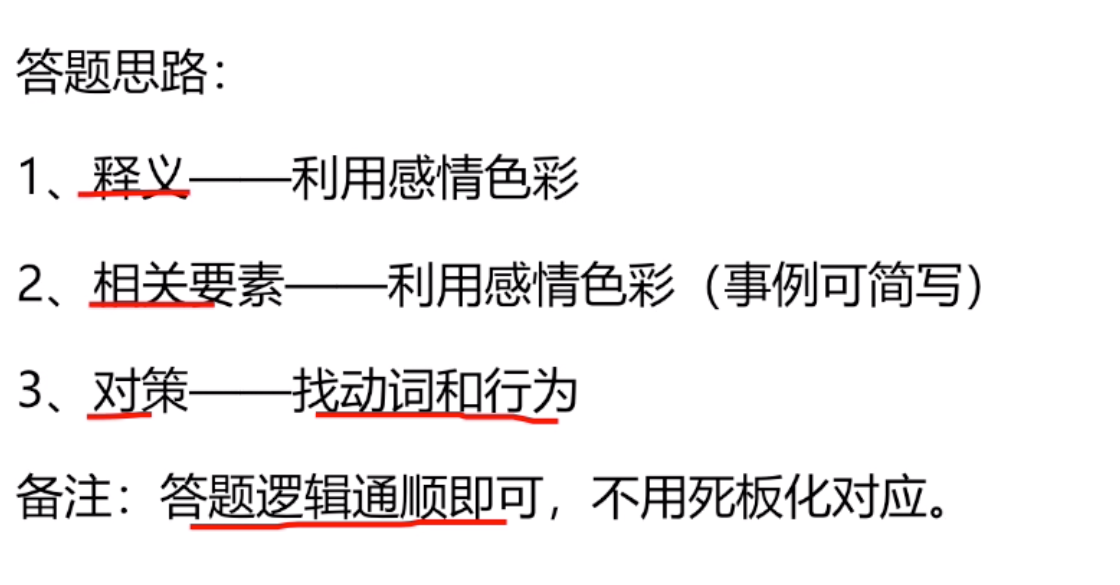 答题思路：
1、释义——利用感情色彩
2、相关要素——利用感情色彩（事例可简写）
3、对策——找动词和行为
备注：答题逻辑通顺即可，不用死板化对应。